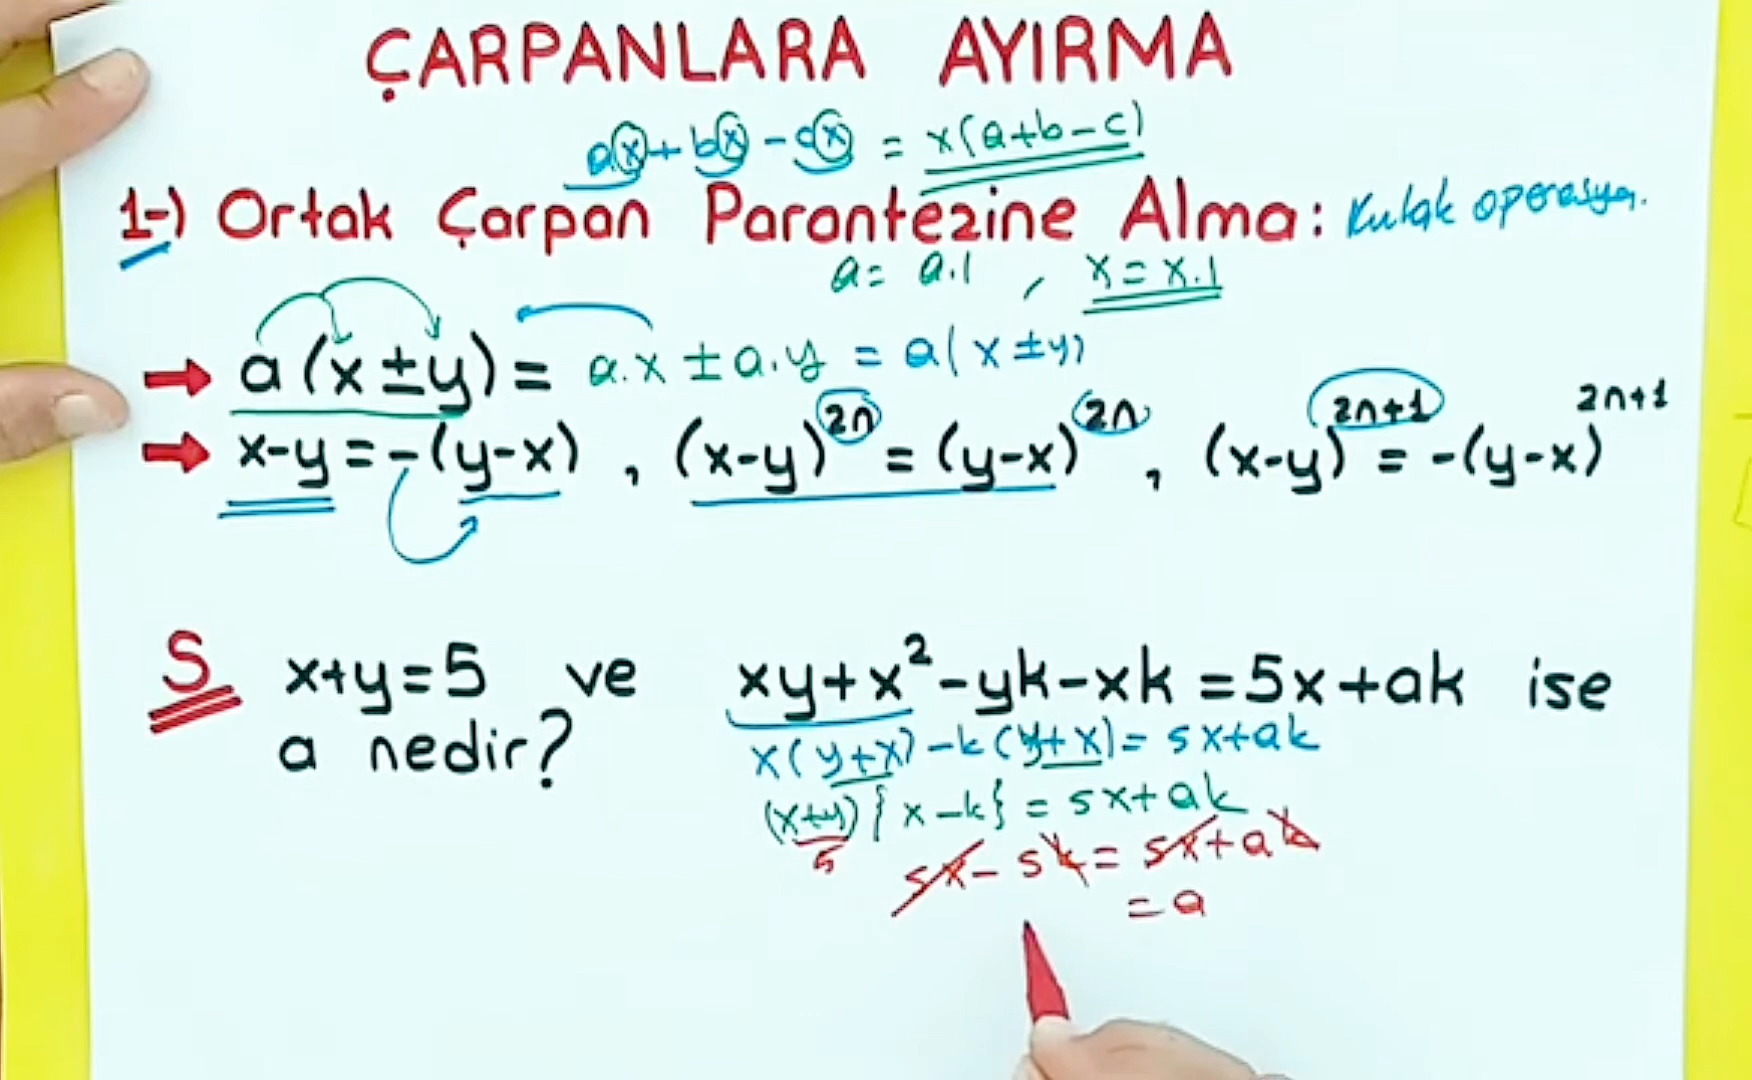 ÇARPANLARA AYIRMA
ax+bx-cx = x(a+b-c)
1-) Ortak Çarpan Parantezine Alma: Kulak operasyon.
a= a.1 , x=x.1
a(x±y)= a.x ± a.y = a(x±y)
x-y=-(y-x) , (x-y)²ⁿ = (y-x)²ⁿ , (x-y)²ⁿ⁺¹ = -(y-x)²ⁿ⁺¹
S x+y=5 ve xy+x²-yk-xk=5x+ak ise
a nedir?
x(y+x)-k(y+x)=5x+ak
(x+y){x-k}=5x+ak
5
5x-5k=5x+ak
=a